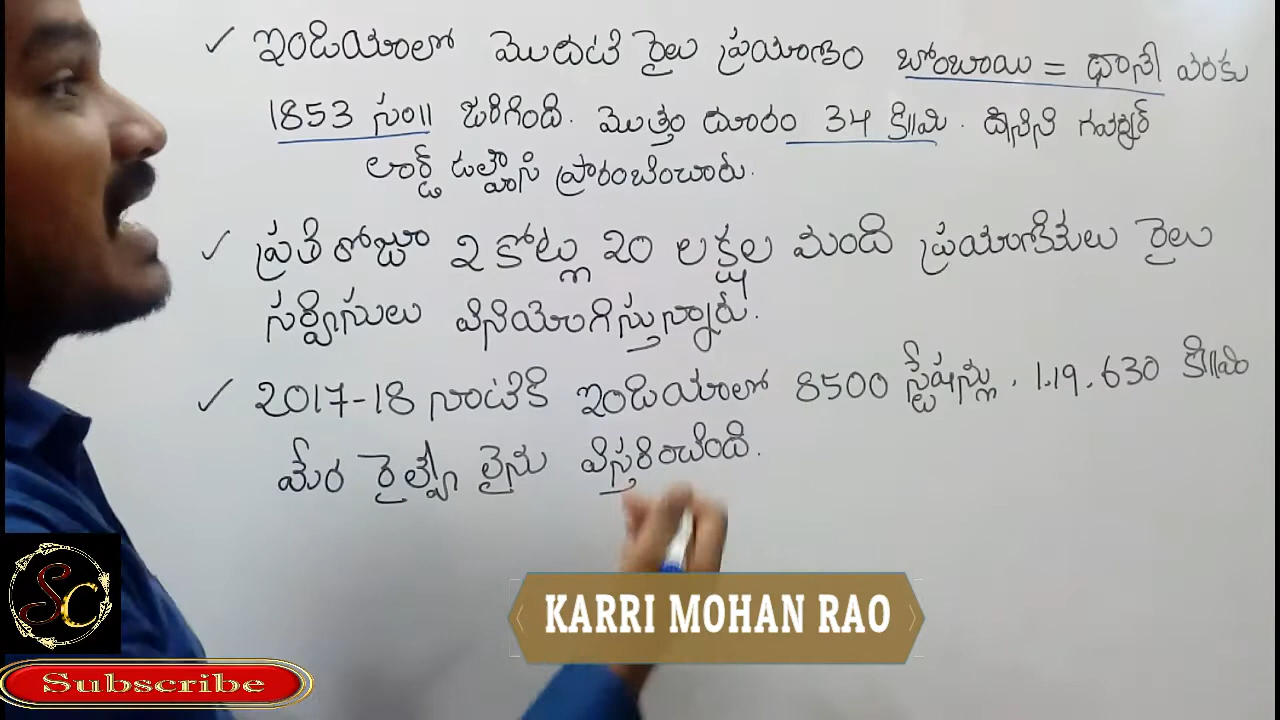 ✓ ఇండియాలో మొదటి రైలు ప్రయాణం బోంబాయి = థానే వరకు
1853 సం॥ జరిగింది. మొత్తం దూరం 34 కి॥మి. దీనిని గవర్నర్
లార్డ్ డల్హౌసి ప్రారంభించారు.
✓ ప్రతి రోజూ 2 కోట్లు 20 లక్షల మంది ప్రయాణికులు రైలు
సర్వీసులు వినియోగిస్తున్నారు.
✓ 2017-18 నాటికి ఇండియాలో 8500 స్టేషన్లు, 1.19.630 కి॥మి
మేర రైల్వే లైను విస్తరించింది.
SC
KARRI MOHAN RAO
Subscribe